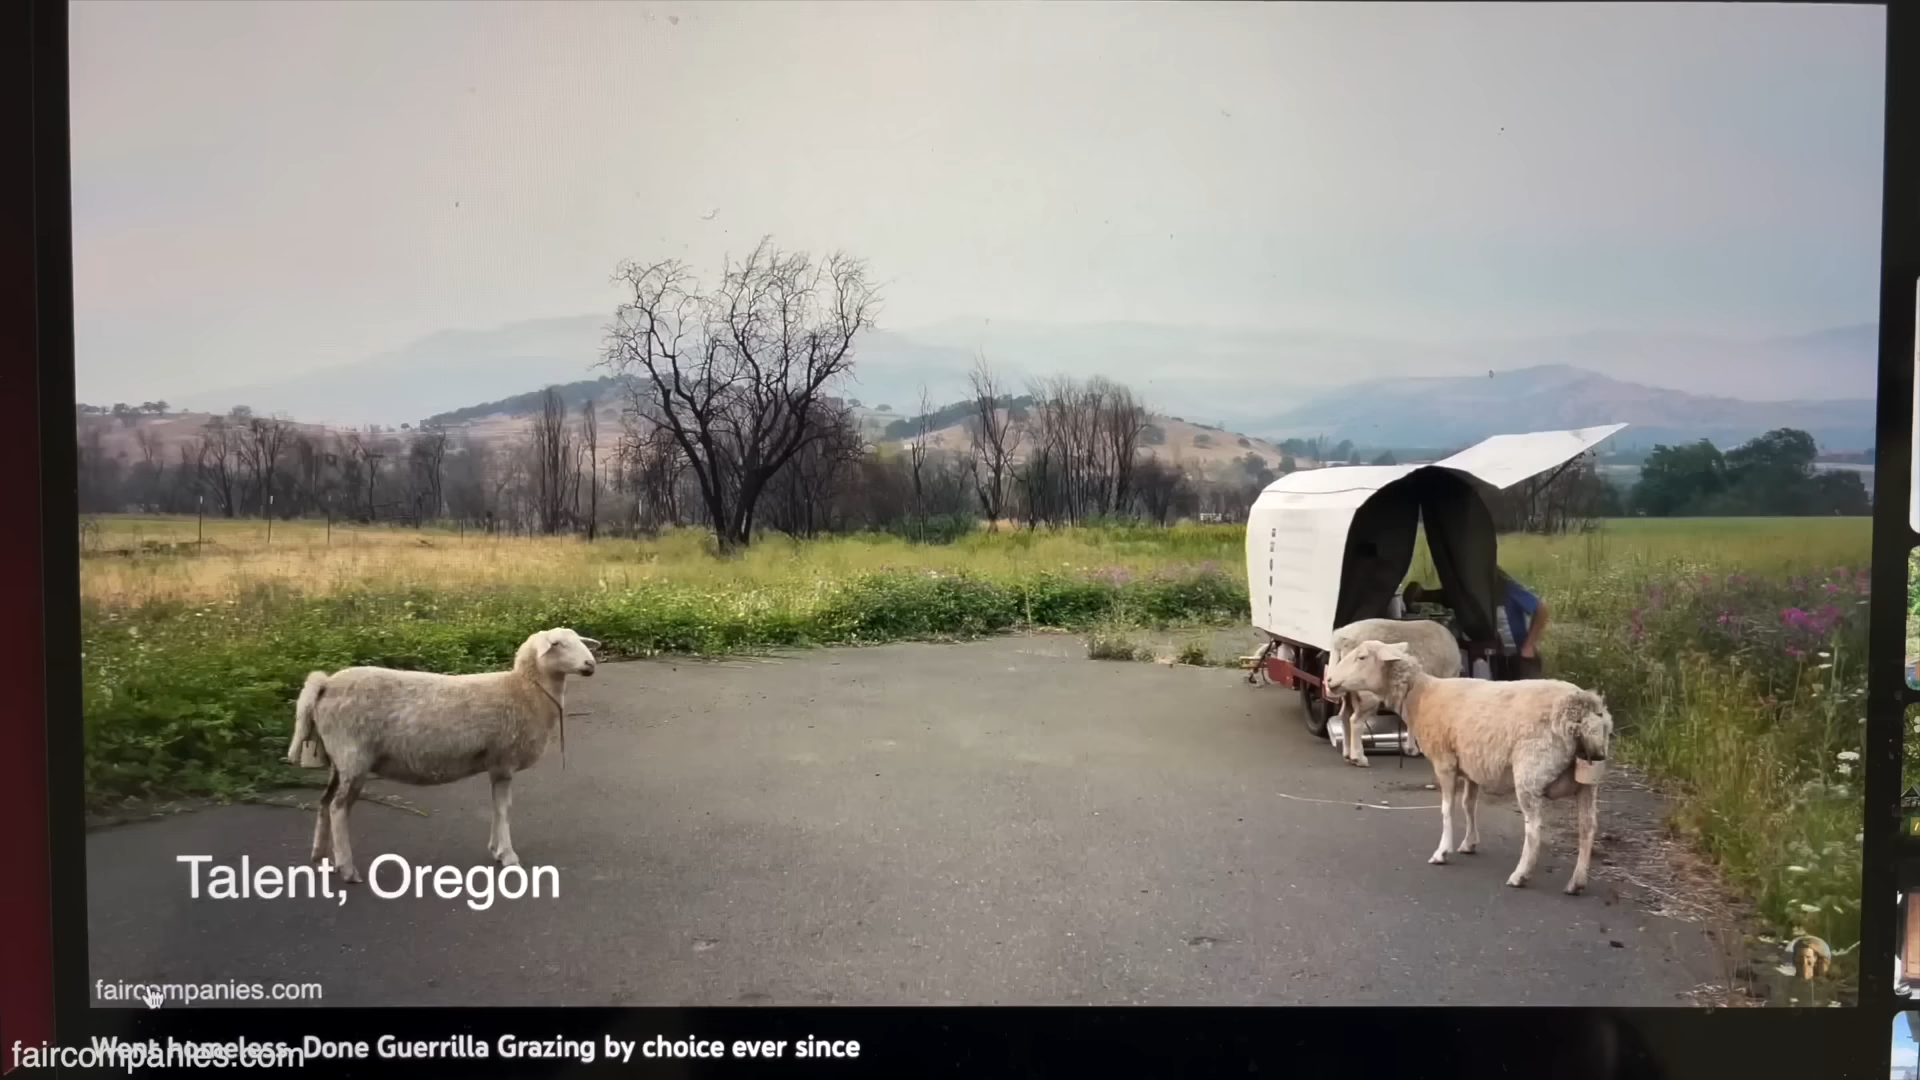 Talent, Oregon
faircompanies.com
Went homeless. Done Guerrilla Grazing by choice ever since
faircompanies.com